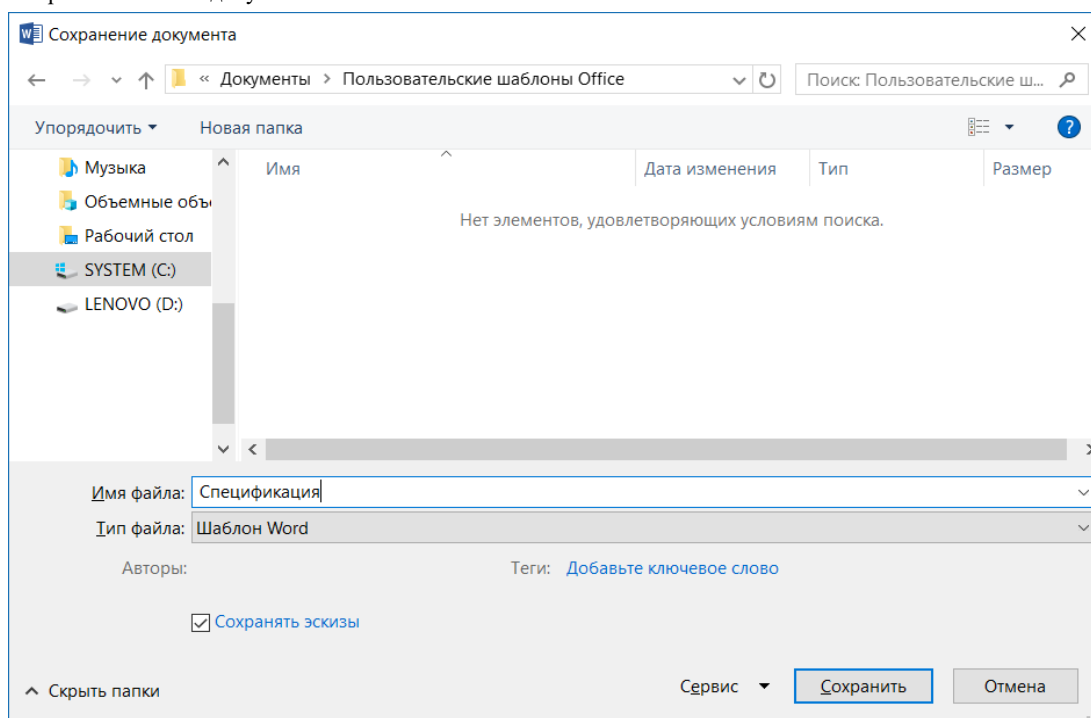 Сохранение документа
« Документы > Пользовательские шаблоны Office
Поиск: Пользовательские ш...
Упорядочить
Новая папка
?
Музыка
Имя
Дата изменения
Тип
Размер
Объемные объ
Нет элементов, удовлетворяющих условиям поиска.
Рабочий стол
SYSTEM (C:)
LENOVO (D:)
Имя файла: Спецификация
Тип файла: Шаблон Word
Авторы:
Теги: Добавьте ключевое слово
Сохранять эскизы
Скрыть папки
Сервис
Сохранить
Отмена